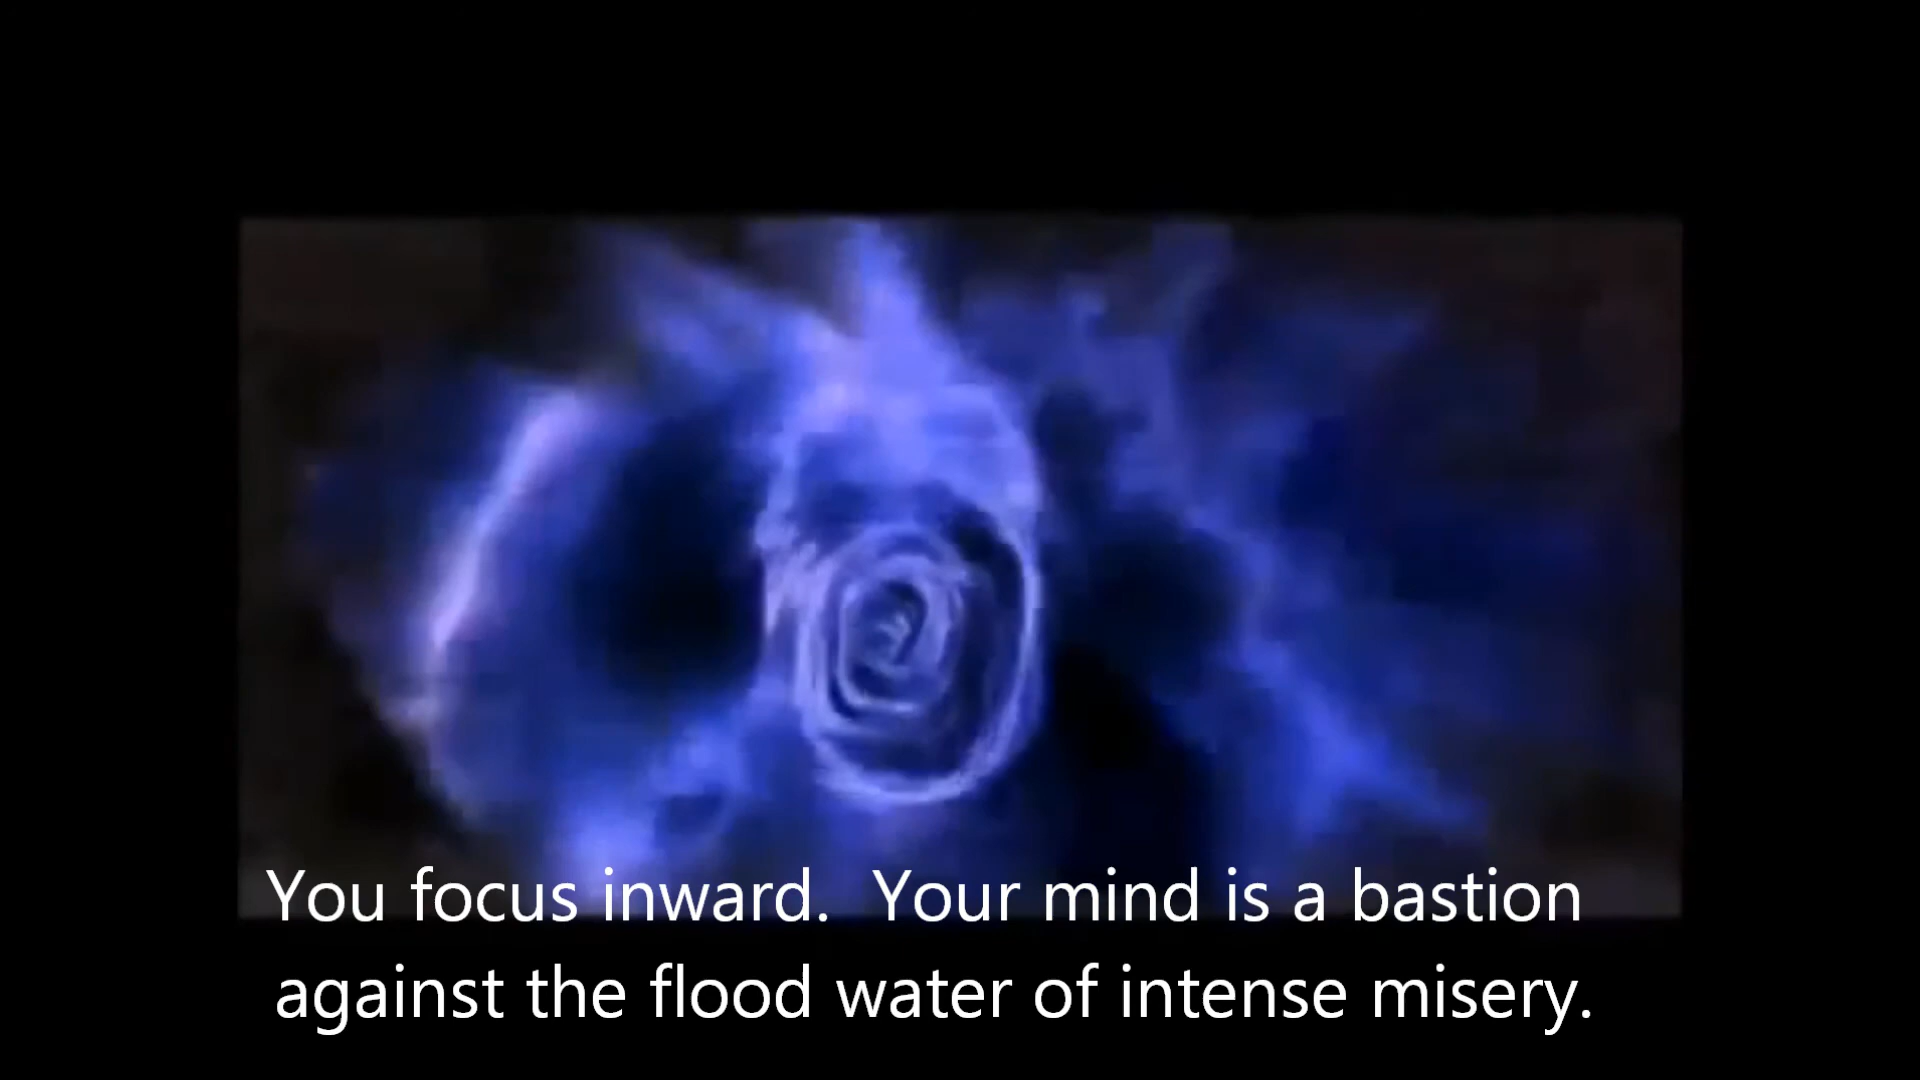 You focus inward.  Your mind is a bastion
against the flood water of intense misery.